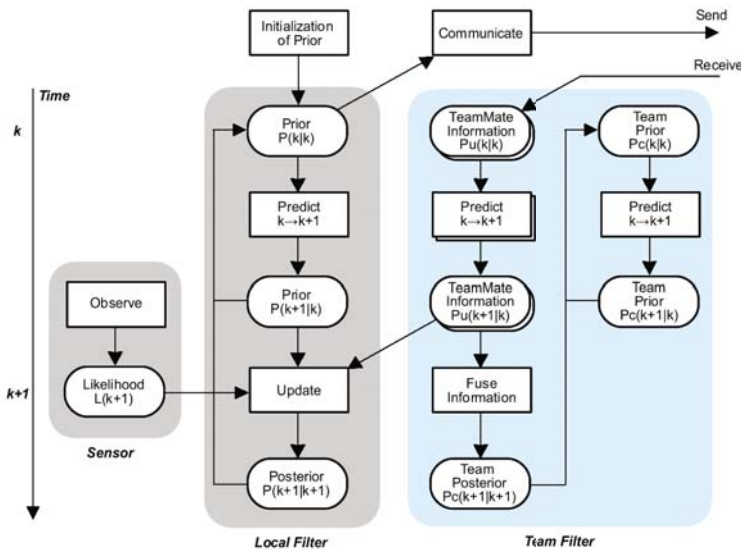 Initialization
of Prior
Communicate
Send
Receive
Time
k
Prior
P(k|k)
TeamMate
Information
Pu(k|k)
Team
Prior
Pc(k|k)
Predict
k→k+1
Predict
k→k+1
Predict
k→k+1
Observe
Prior
P(k+1|k)
TeamMate
Information
Pu(k+1|k)
Team
Prior
Pc(k+1|k)
k+1
Likelihood
L(k+1)
Update
Fuse
Information
Sensor
Posterior
P(k+1|k+1)
Team
Posterior
Pc(k+1|k+1)
Local Filter
Team Filter